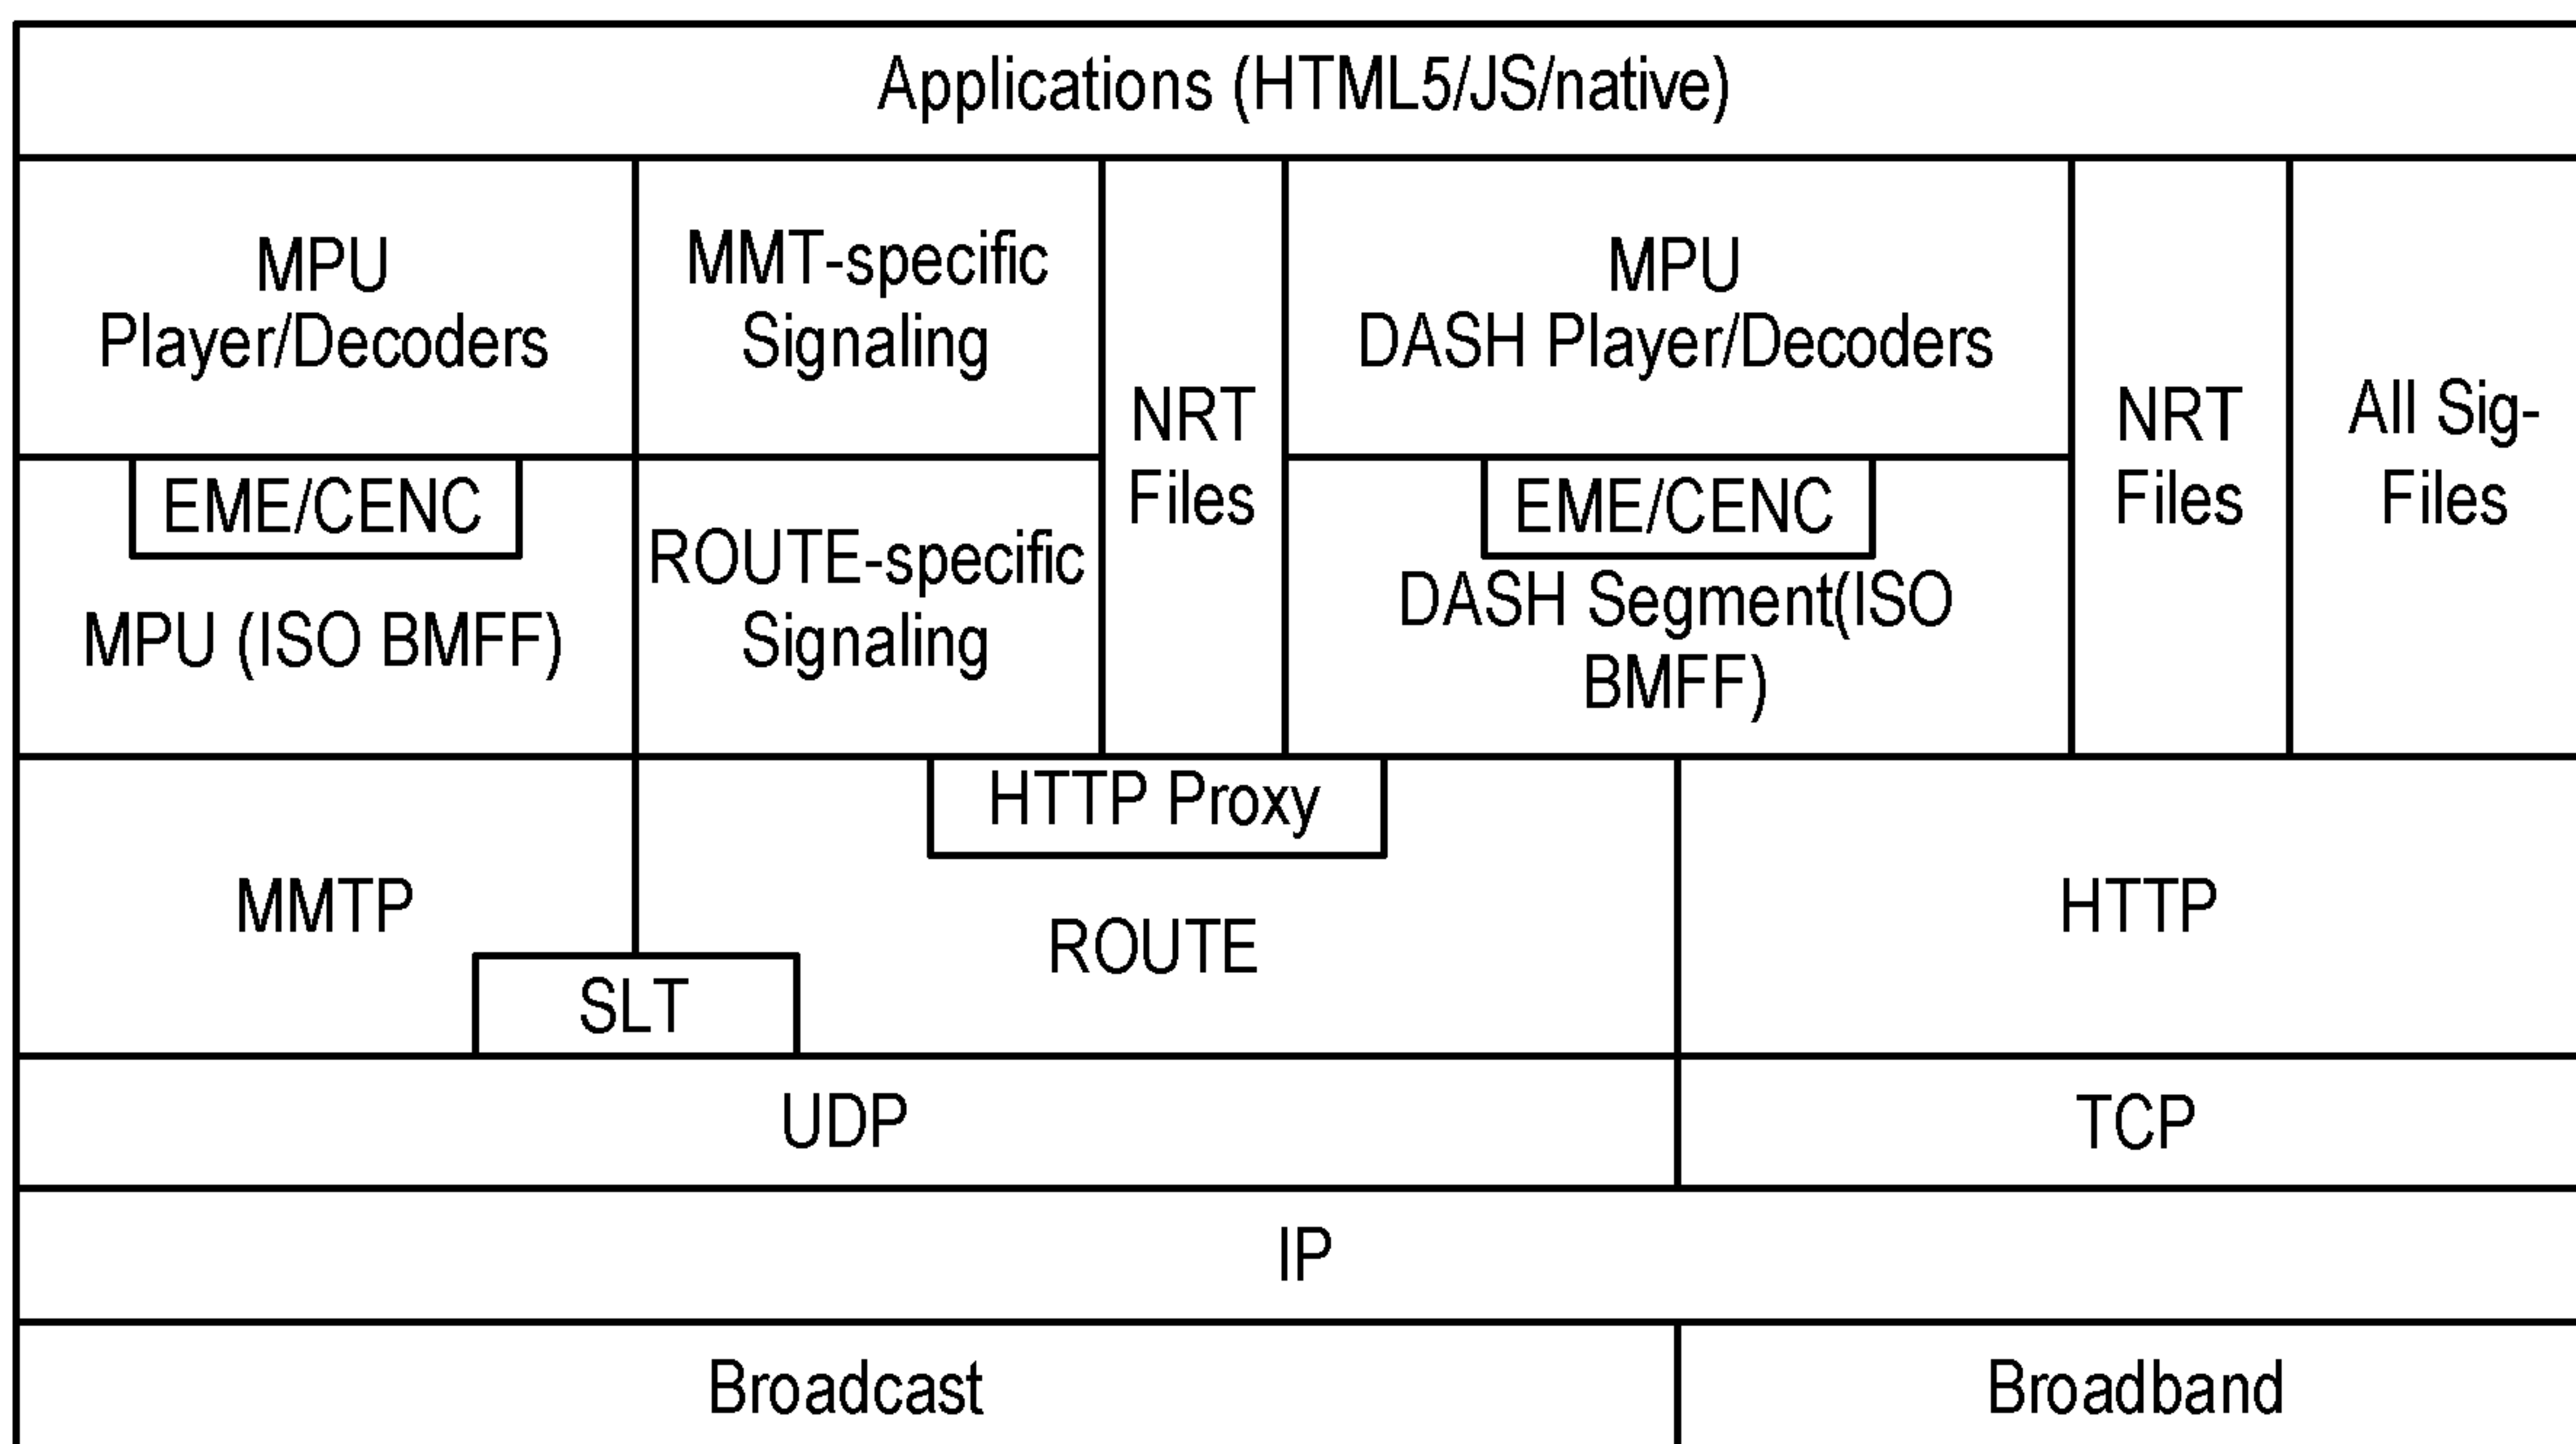 Applications (HTML5/JS/native)
MPU
Player/Decoders
MMT-specific
Signaling
NRT
Files
MPU
DASH Player/Decoders
NRT
Files
All Sig-
Files
EME/CENC
MPU (ISO BMFF)
ROUTE-specific
Signaling
EME/CENC
DASH Segment(ISO
BMFF)
MMTP
HTTP Proxy
ROUTE
HTTP
SLT
UDP
TCP
IP
Broadcast
Broadband